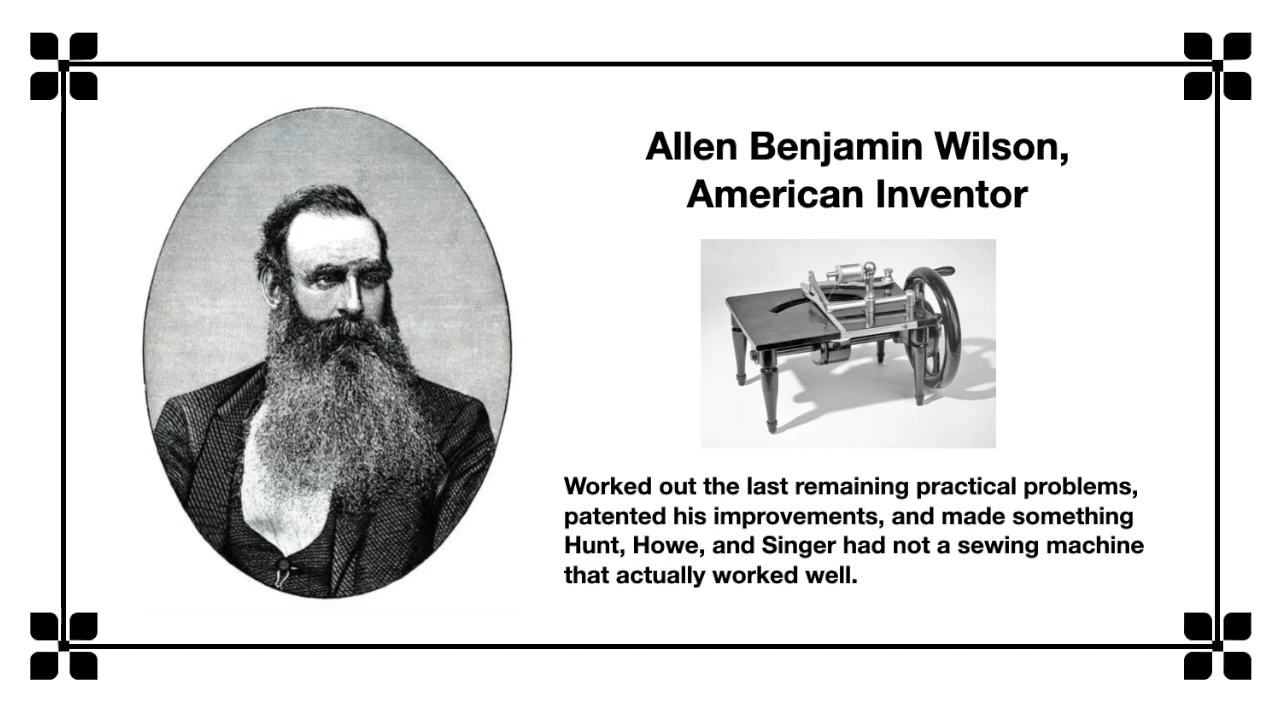 Allen Benjamin Wilson,
American Inventor
Worked out the last remaining practical problems,
patented his improvements, and made something
Hunt, Howe, and Singer had not a sewing machine
that actually worked well.